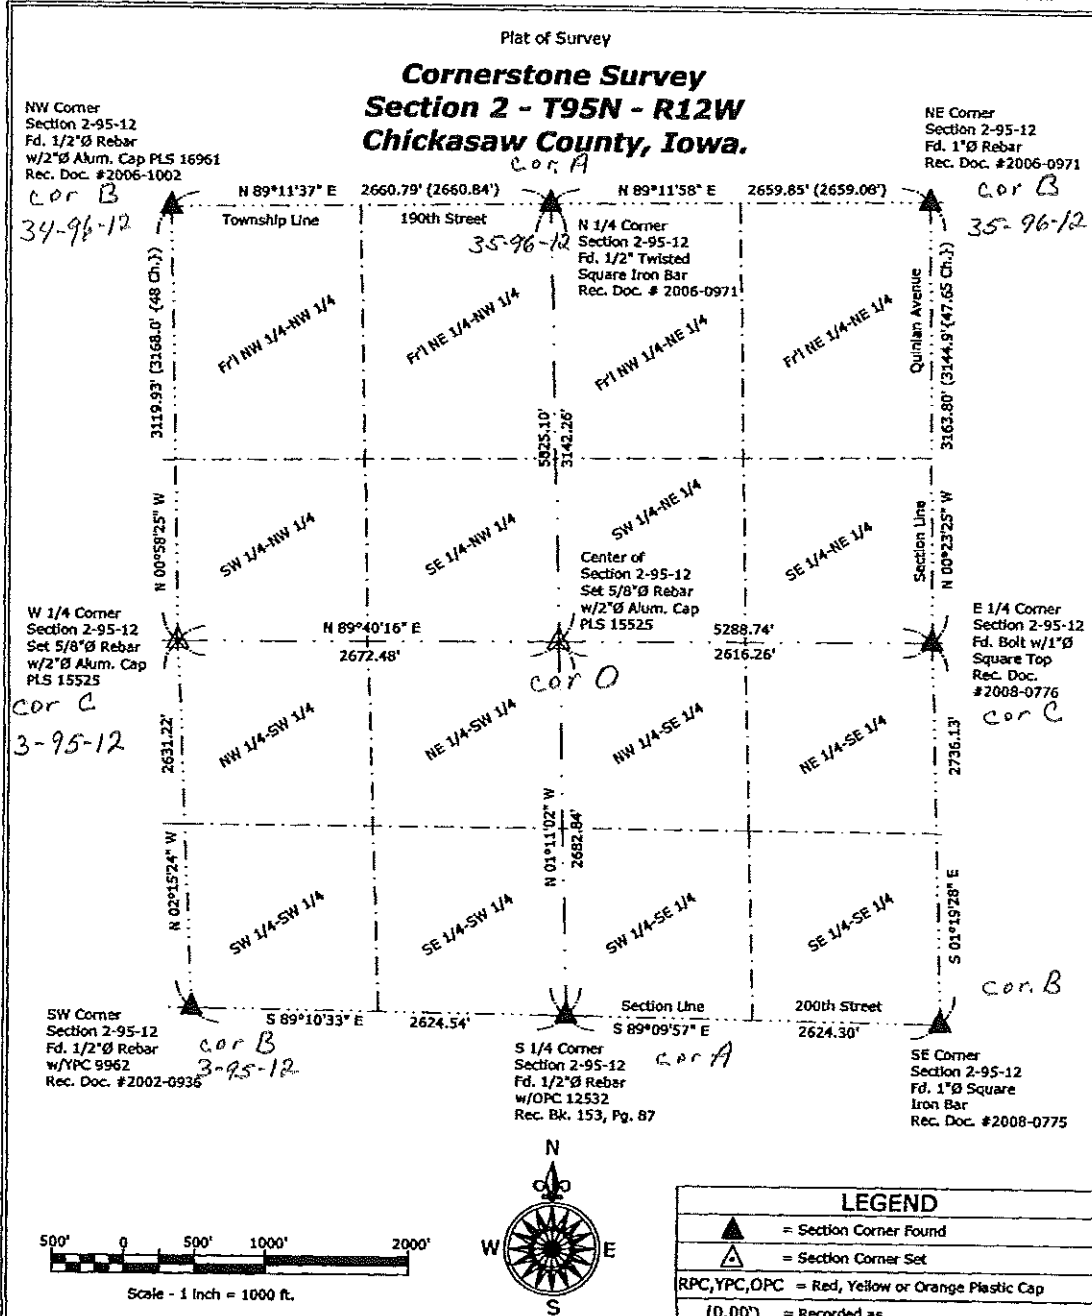 Plat of Survey
Cornerstone Survey
Section 2 - T95N - R12W
Chickasaw County, Iowa.
NW Corner
Section 2-95-12
Fd. 1/2"Ø Rebar
w/2"Ø Alum. Cap PLS 16961
Rec. Doc. #2006-1002
cor B
34-96-12
NE Corner
Section 2-95-12
Fd. 1"Ø Rebar
Rec. Doc. #2006-0971
cor B
35-96-12
cor. A
N 89°11'37" E 2660.79' (2660.84')
N 89°11'58" E 2659.85' (2659.08')
Township Line 190th Street
35-96-12
N 1/4 Corner
Section 2-95-12
Fd. 1/2" Twisted
Square Iron Bar
Rec. Doc. # 2006-0971
3119.93' (3168.0' {48 Ch.})
Fr'l NW 1/4-NW 1/4
Fr'l NE 1/4-NW 1/4
Fr'l NW 1/4-NE 1/4
Fr'l NE 1/4-NE 1/4
Quinlan Avenue
3163.80' (3144.9' {47.65 Ch.})
5825.10'
3142.26'
N 00°58'25" W
SW 1/4-NW 1/4
SE 1/4-NW 1/4
SW 1/4-NE 1/4
SE 1/4-NE 1/4
Section Line
N 00°23'25" W
Center of
Section 2-95-12
Set 5/8"Ø Rebar
w/2"Ø Alum. Cap
PLS 15525
W 1/4 Corner
Section 2-95-12
Set 5/8"Ø Rebar
w/2"Ø Alum. Cap
PLS 15525
cor C
3-95-12
N 89°40'16" E
2672.48'
5288.74'
2616.26'
cor O
E 1/4 Corner
Section 2-95-12
Fd. Bolt w/1"Ø
Square Top
Rec. Doc.
#2008-0776
cor C
2631.22'
NW 1/4-SW 1/4
NE 1/4-SW 1/4
NW 1/4-SE 1/4
NE 1/4-SE 1/4
2736.13'
N 02°15'24" W
SW 1/4-SW 1/4
SE 1/4-SW 1/4
N 01°11'02" W
2682.84'
SW 1/4-SE 1/4
SE 1/4-SE 1/4
S 01°19'28" E
cor. B
SW Corner
Section 2-95-12
Fd. 1/2"Ø Rebar
w/YPC 9962
Rec. Doc. #2002-0936
cor B
3-95-12
S 89°10'33" E 2624.54'
Section Line 200th Street
S 89°09'57" E 2624.30'
S 1/4 Corner
Section 2-95-12
Fd. 1/2"Ø Rebar
w/OPC 12532
Rec. Bk. 153, Pg. 87
cor A
SE Corner
Section 2-95-12
Fd. 1"Ø Square
Iron Bar
Rec. Doc. #2008-0775
N
W E
S
500' 0 500' 1000' 2000'
Scale - 1 inch = 1000 ft.
LEGEND
= Section Corner Found
= Section Corner Set
RPC,YPC,OPC = Red, Yellow or Orange Plastic Cap
(0.00') = Recorded as